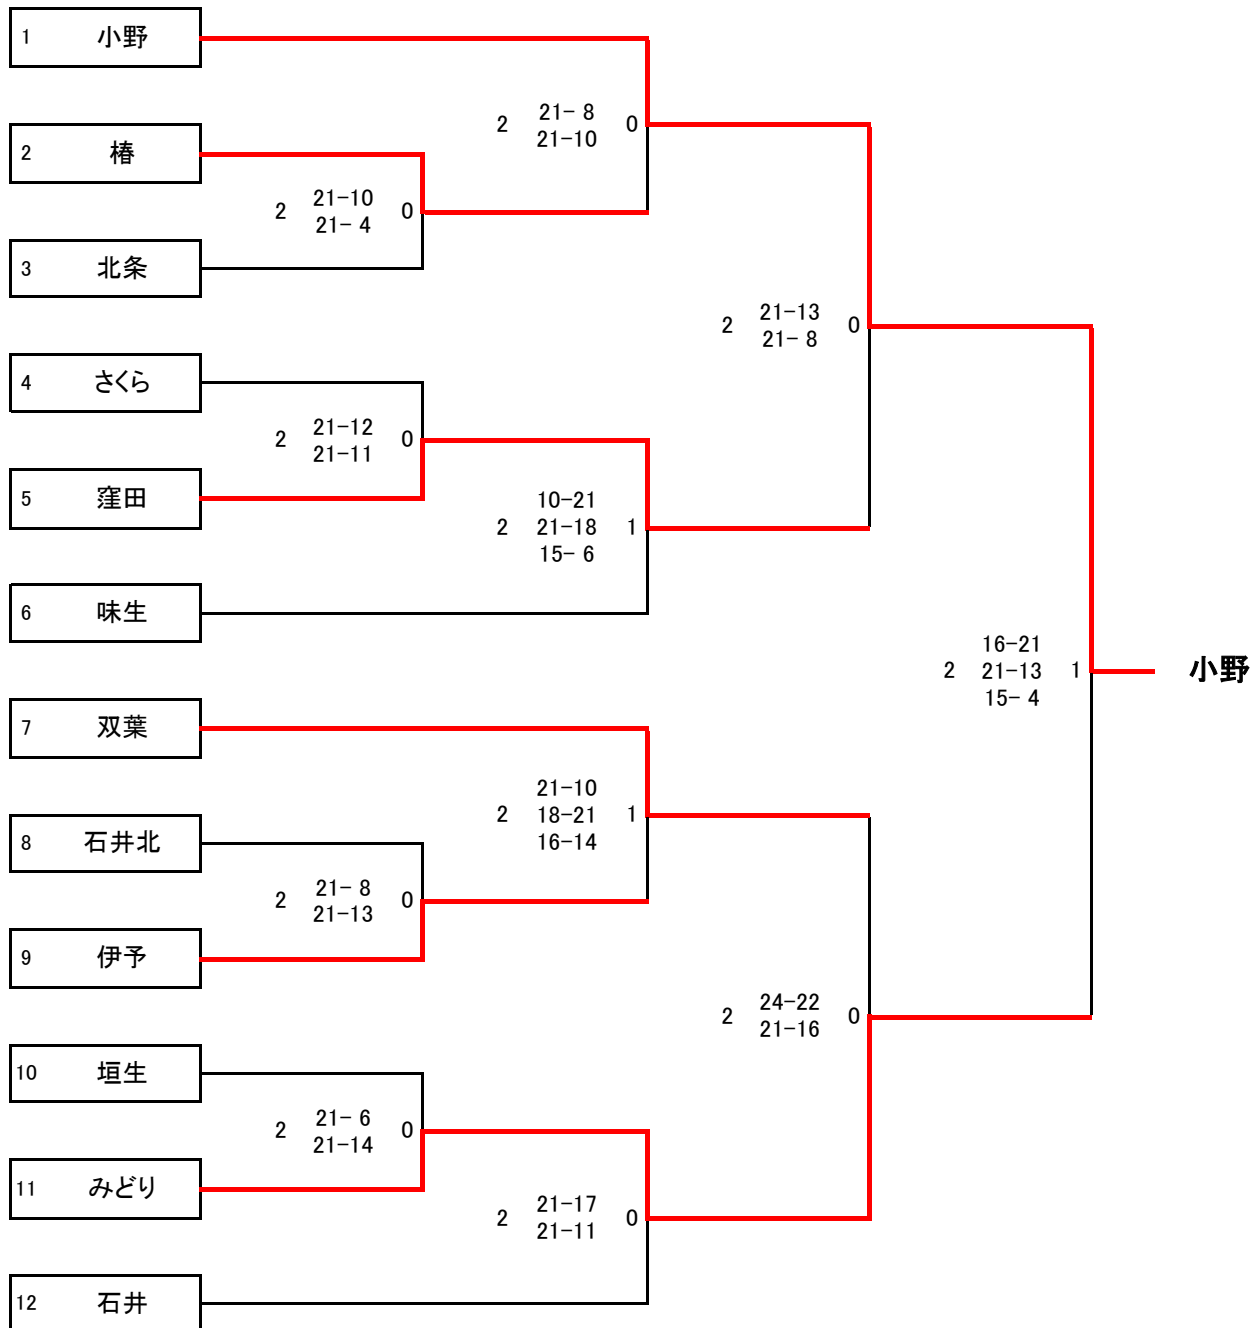 1 小野
2 21- 8 0
21-10
2 椿
2 21-10 0
21- 4
3 北条
2 21-13 0
21- 8
4 さくら
2 21-12 0
21-11
5 窪田
10-21
2 21-18 1
15- 6
6 味生
16-21
2 21-13 1
15- 4
小野
7 双葉
21-10
2 18-21 1
16-14
8 石井北
2 21- 8 0
21-13
9 伊予
2 24-22 0
21-16
10 垣生
2 21- 6 0
21-14
11 みどり
2 21-17 0
21-11
12 石井